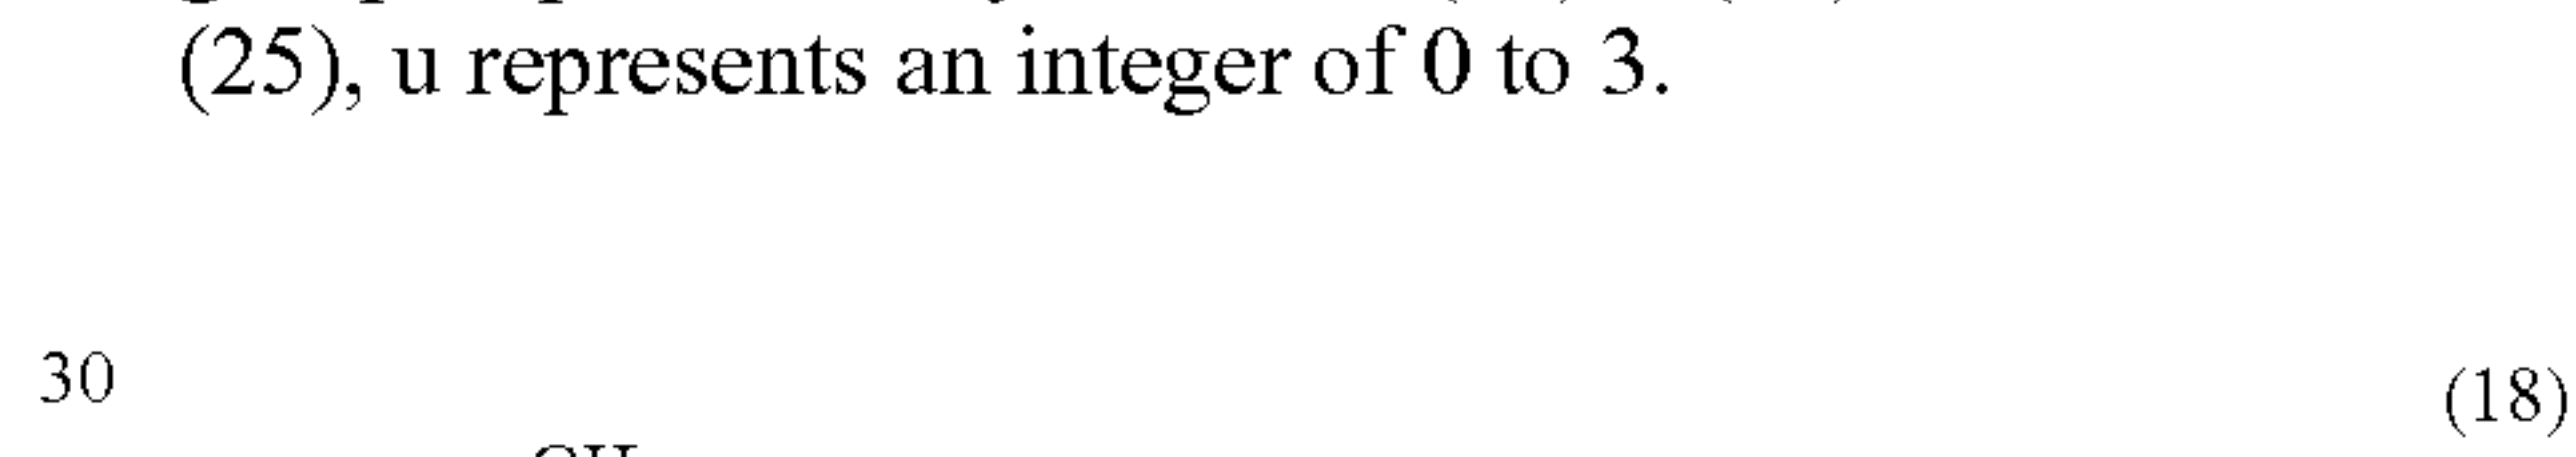 (25), u represents an integer of 0 to 3.
30
(18)